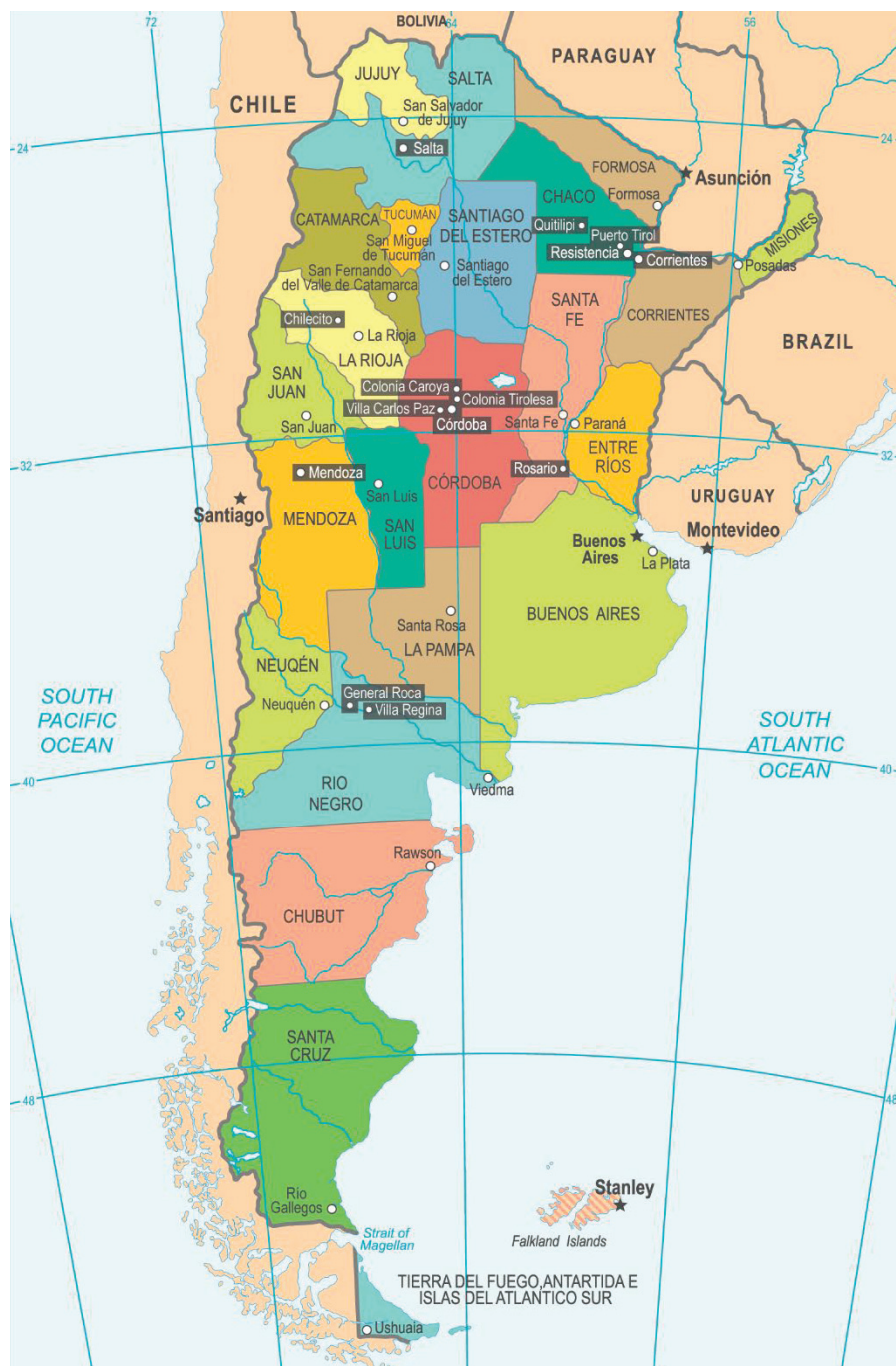 72
BOLIVIA
64
56
PARAGUAY
JUJUY
SALTA
CHILE
San Salvador
de Jujuy
24
24
Salta
FORMOSA
Asunción
CHACO
Formosa
CATAMARCA
TUCUMÁN
SANTIAGO
DEL ESTERO
Quitilipi
MISIONES
San Miguel
de Tucumán
Puerto Tirol
Resistencia
Corrientes
Posadas
San Fernando
del Valle de Catamarca
Santiago
del Estero
SANTA
FE
CORRIENTES
Chilecito
La Rioja
BRAZIL
LA RIOJA
SAN
JUAN
Colonia Caroya
Colonia Tirolesa
Villa Carlos Paz
Córdoba
San Juan
Santa Fe
Paraná
ENTRE
RÍOS
32
32
Mendoza
Rosario
San Luis
CÓRDOBA
URUGUAY
Santiago
MENDOZA
SAN
LUIS
Buenos
Aires
Montevideo
La Plata
Santa Rosa
BUENOS AIRES
LA PAMPA
NEUQÉN
SOUTH
PACIFIC
OCEAN
Neuquén
General Roca
Villa Regina
SOUTH
ATLANTIC
OCEAN
40
40
RIO
NEGRO
Viedma
Rawson
CHUBUT
SANTA
CRUZ
48
48
Rio
Gallegos
Stanley
Strait of
Magellan
Falkland Islands
TIERRA DEL FUEGO,ANTARTIDA E
ISLAS DEL ATLANTICO SUR
Ushuaia